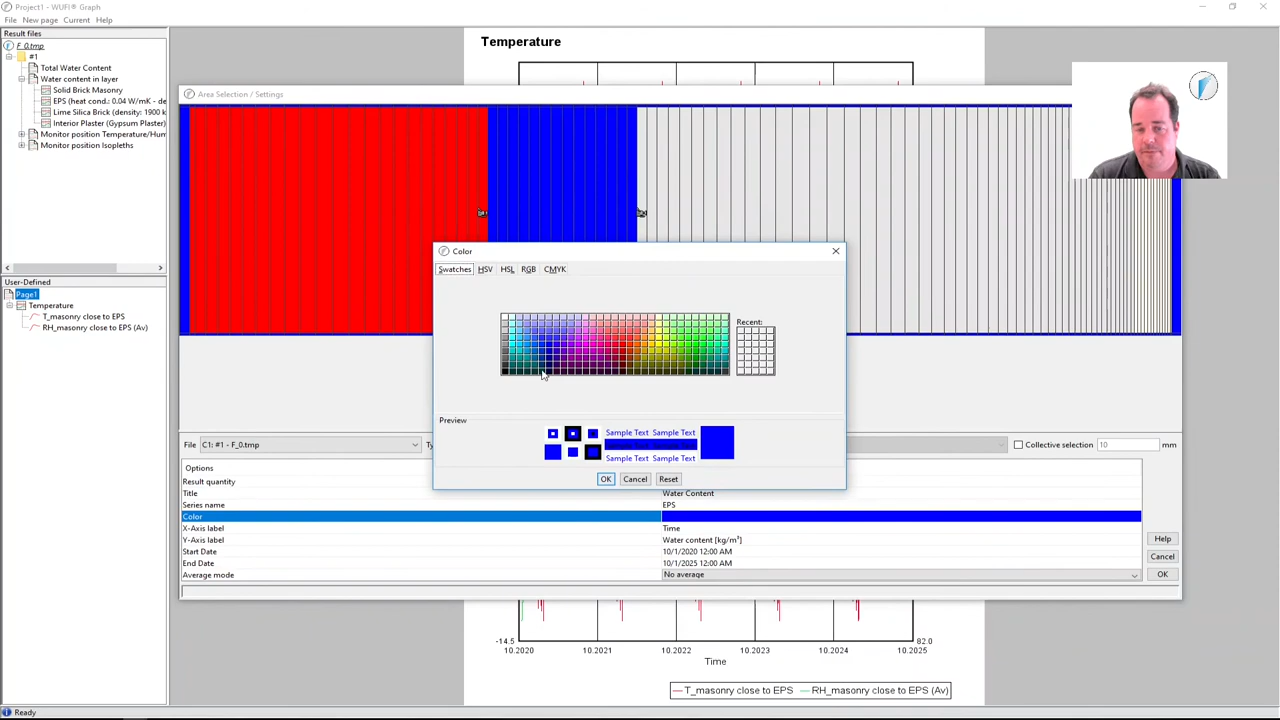 Project1 - WUFI® Graph
File New page Current Help
Result files
F_0.tmp
#1
Total Water Content
Water content in layer
Solid Brick Masonry
EPS (heat cond.: 0.04 W/mK - de
Lime Silica Brick (density: 1900 k
Interior Plaster (Gypsum Plaster)
Monitor position Temperature/Hum
Monitor position Isopleths
User-Defined
Page1
Temperature
T_masonry close to EPS
RH_masonry close to EPS (Av)
Temperature
Area Selection / Settings
Color
Swatches HSV HSL RGB CMYK
Recent:
Preview
Sample Text Sample Text
Sample Text Sample Text
OK Cancel Reset
File C1: #1 - F_0.tmp
Collective selection 10 mm
Options
Result quantity
Title Water Content
Series name EPS
Color
X-Axis label Time
Y-Axis label Water content [kg/m³]
Start Date 10/1/2020 12:00 AM
End Date 10/1/2025 12:00 AM
Average mode No average
Help
Cancel
OK
-14.5 82.0
10.2020 10.2021 10.2022 10.2023 10.2024 10.2025
Time
T_masonry close to EPS RH_masonry close to EPS (Av)
Ready